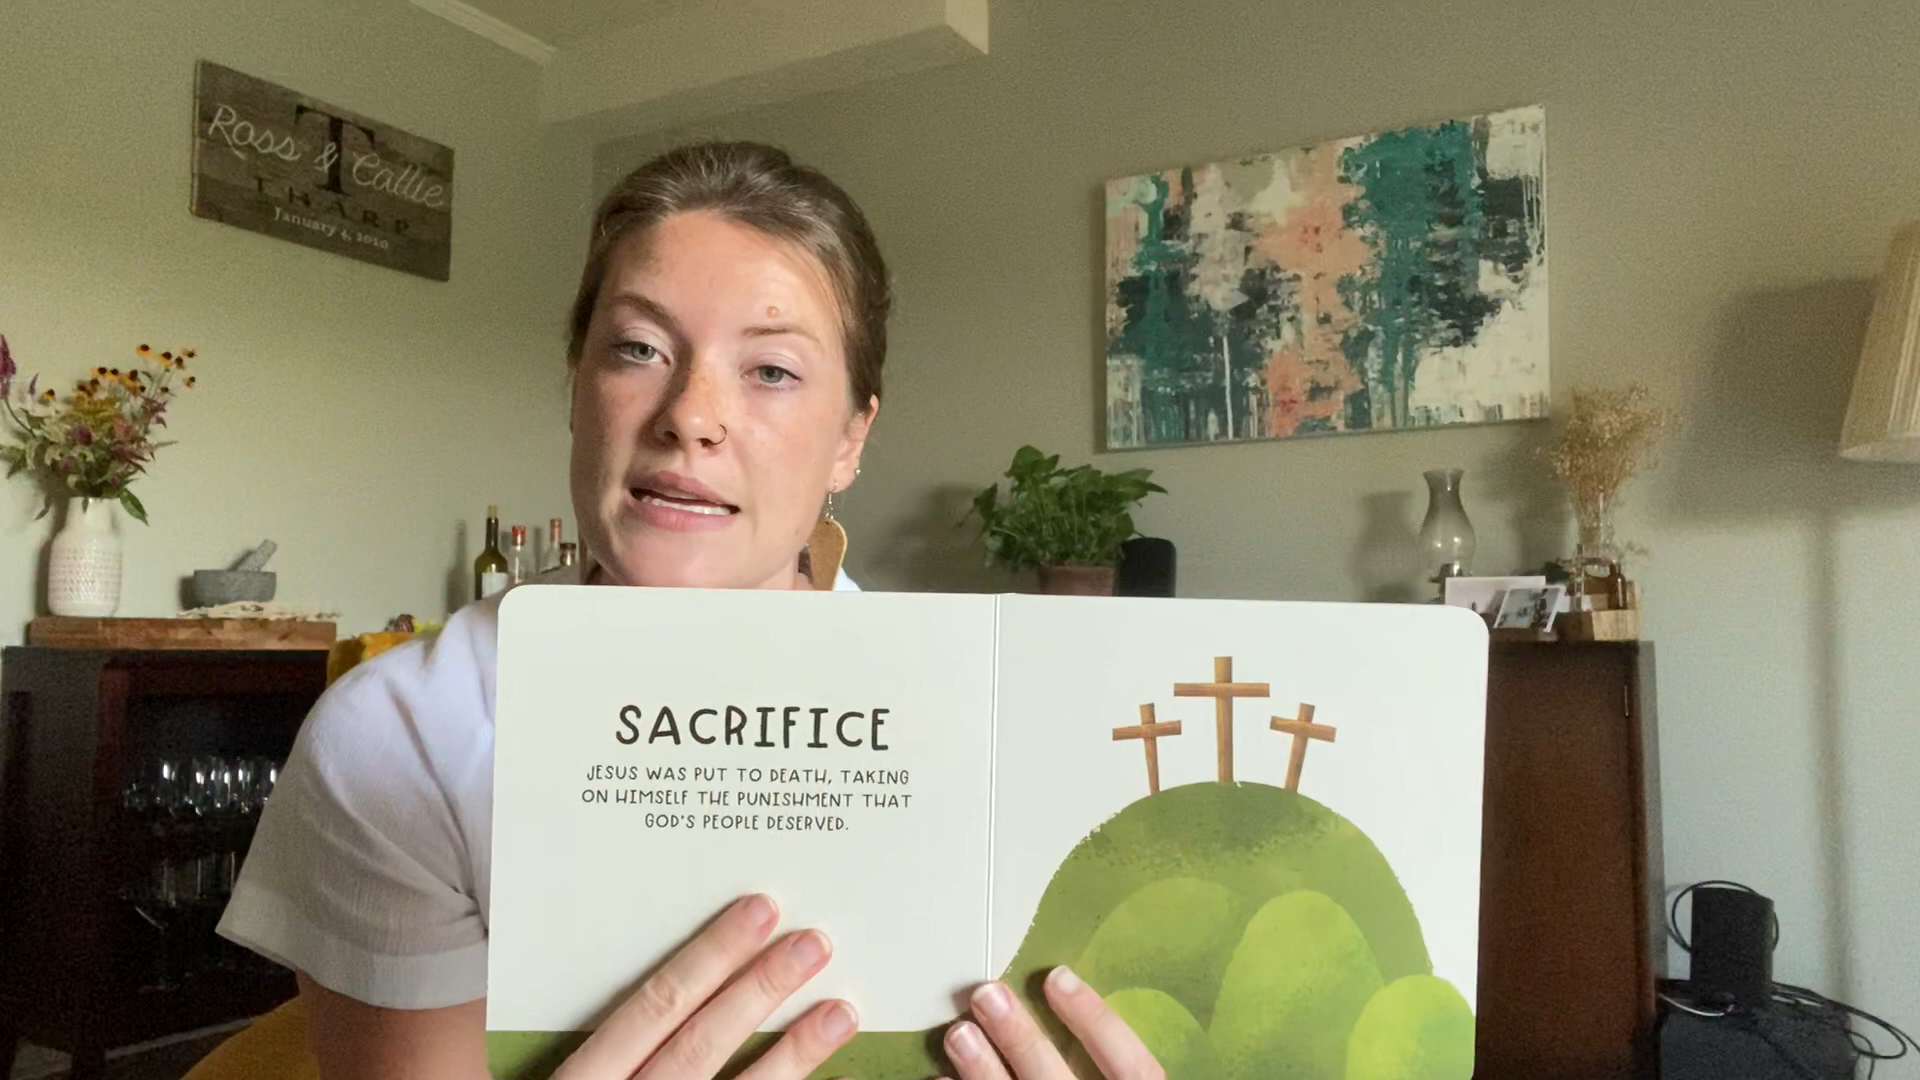 T
Ross & Callie
THARP
January 4, 2020
SACRIFICE
JESUS WAS PUT TO DEATH, TAKING
ON HIMSELF THE PUNISHMENT THAT
GOD'S PEOPLE DESERVED.